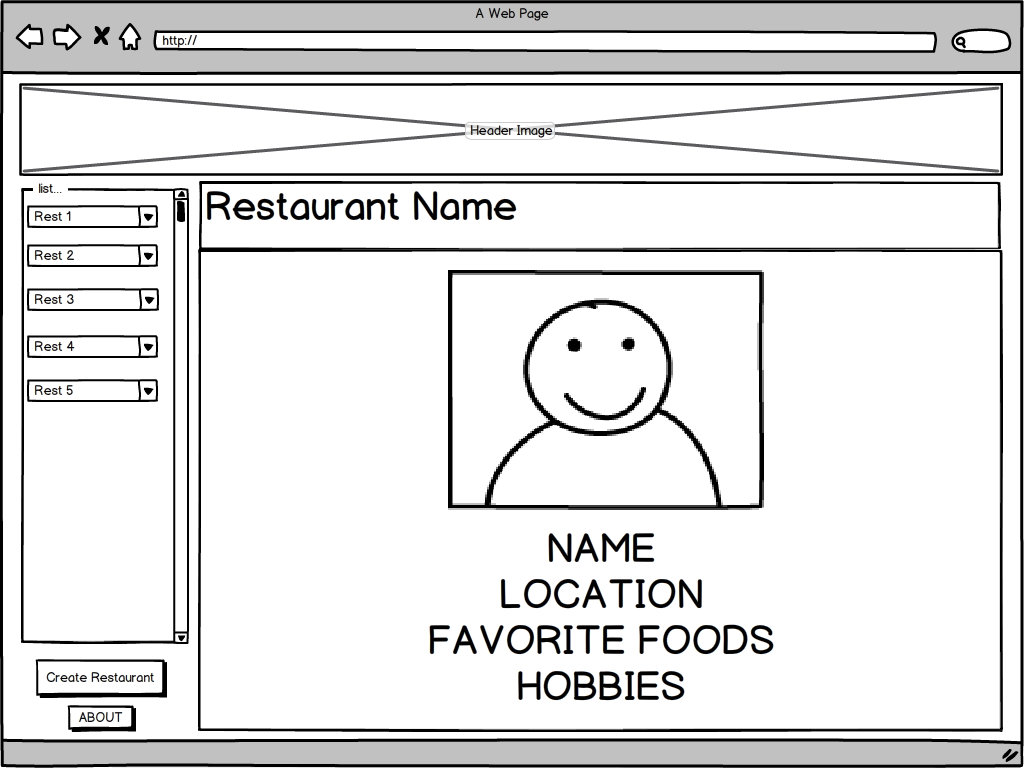 A Web Page
http://
Header Image
list...
Rest 1
Rest 2
Rest 3
Rest 4
Rest 5
Create Restaurant
ABOUT
Restaurant Name
NAME
LOCATION
FAVORITE FOODS
HOBBIES